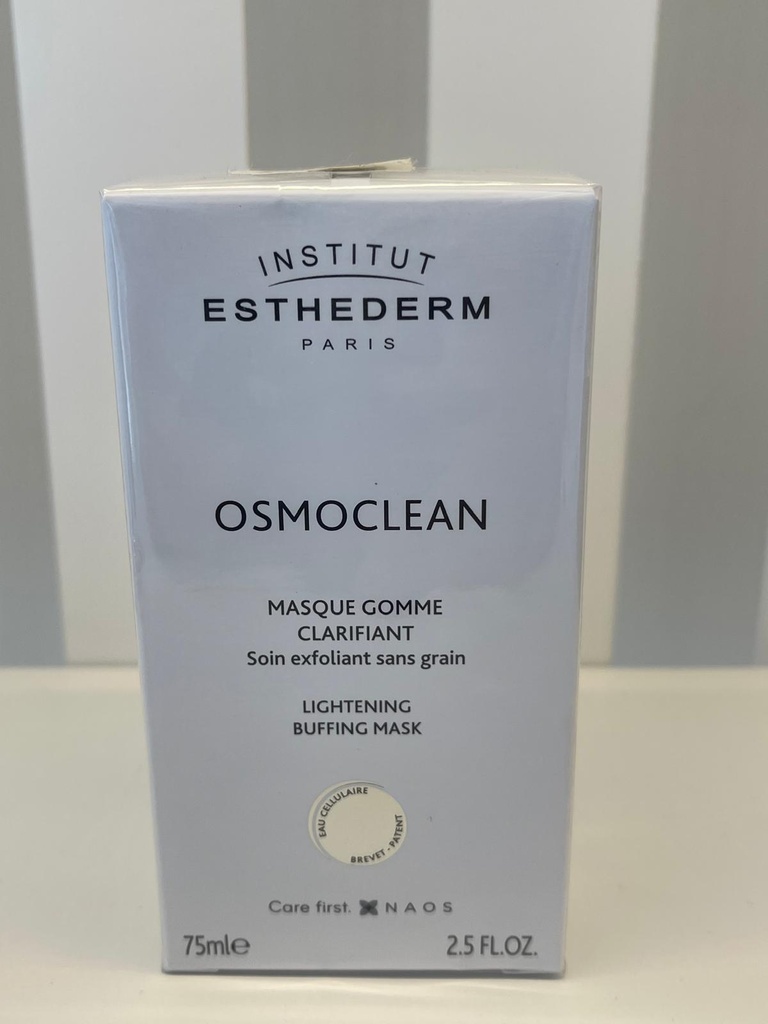 INSTITUT
ESTHEDERM
PARIS
OSMOCLEAN
MASQUE GOMME
CLARIFIANT
Soin exfoliant sans grain
LIGHTENING
BUFFING MASK
EAU CELLULAIRE
BREVET - PATENT
Care first. NAOS
75ml℮ 2.5 FL.OZ.